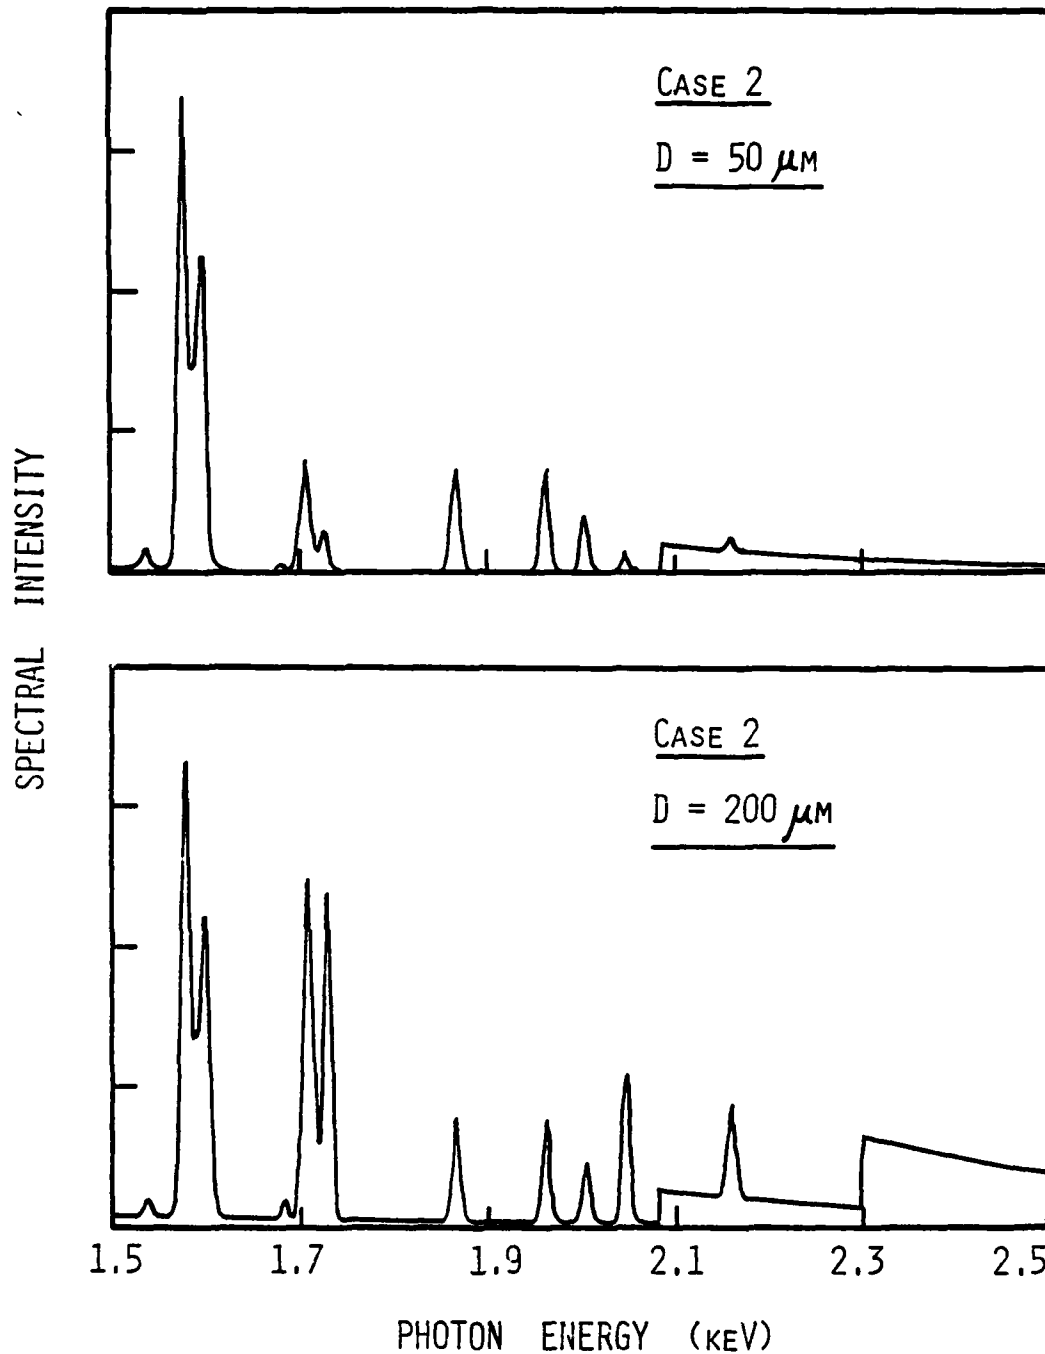 CASE 2
D = 50 μM
SPECTRAL INTENSITY
CASE 2
D = 200 μM
1.5 1.7 1.9 2.1 2.3 2.5
PHOTON ENERGY (KEV)